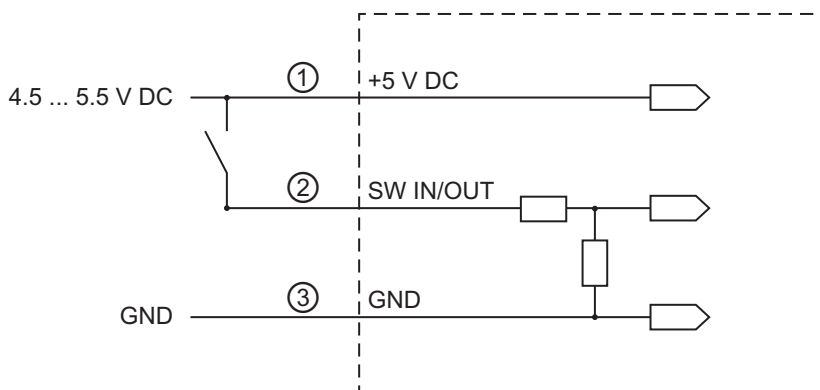 ① +5 V DC
4.5 ... 5.5 V DC
② SW IN/OUT
③ GND
GND